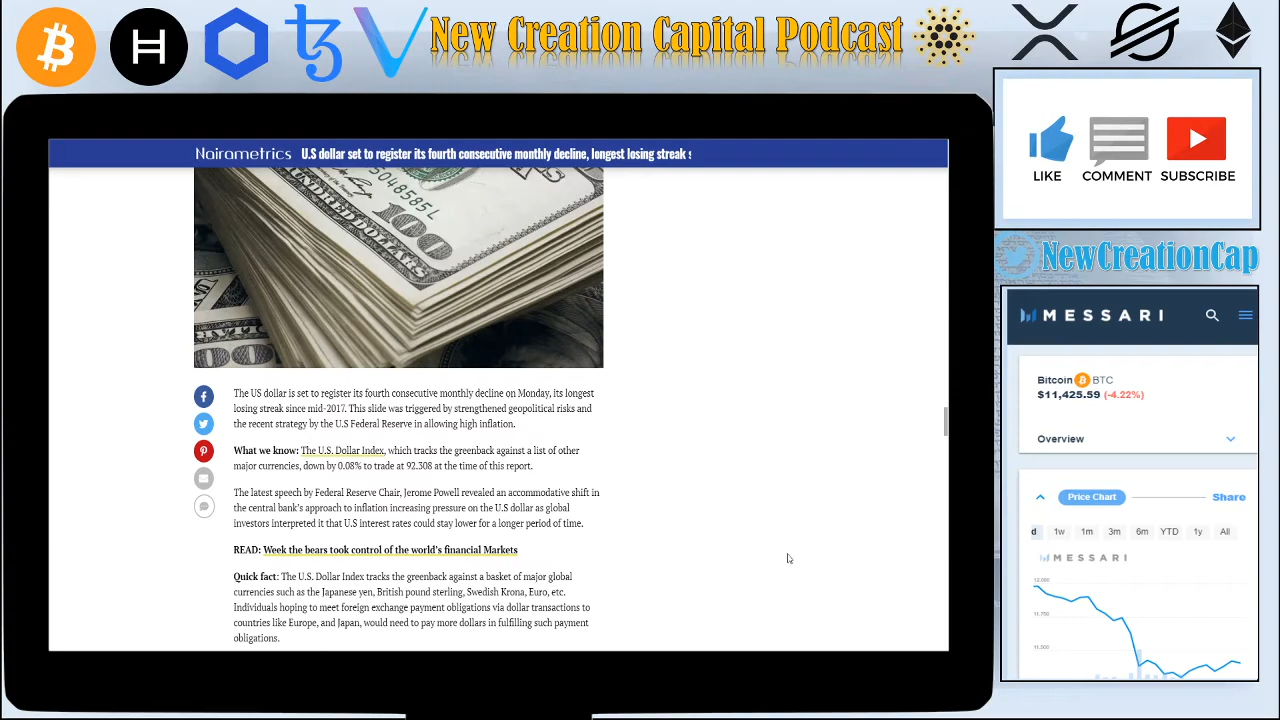 New Creation Capital Podcast
Nairametrics
U.S dollar set to register its fourth consecutive monthly decline, longest losing streak s
HUNDRED DOLLARS
100
5048585L
The US dollar is set to register its fourth consecutive monthly decline on Monday, its longest
losing streak since mid-2017. This slide was triggered by strengthened geopolitical risks and
the recent strategy by the U.S Federal Reserve in allowing high inflation.
What we know: The U.S. Dollar Index, which tracks the greenback against a list of other
major currencies, down by 0.08% to trade at 92.308 at the time of this report.
The latest speech by Federal Reserve Chair, Jerome Powell revealed an accommodative shift in
the central bank's approach to inflation increasing pressure on the U.S dollar as global
investors interpreted it that U.S interest rates could stay lower for a longer period of time.
READ: Week the bears took control of the world's financial Markets
Quick fact: The U.S. Dollar Index tracks the greenback against a basket of major global
currencies such as the Japanese yen, British pound sterling, Swedish Krona, Euro, etc.
Individuals hoping to meet foreign exchange payment obligations via dollar transactions to
countries like Europe, and Japan, would need to pay more dollars in fulfilling such payment
obligations.
LIKE COMMENT SUBSCRIBE
NewCreationCap
MESSARI
Bitcoin BTC
$11,425.59 (-4.22%)
Overview
Price Chart
Share
d 1w 1m 3m 6m YTD 1y All
MESSARI
12,000
11,750
11,500